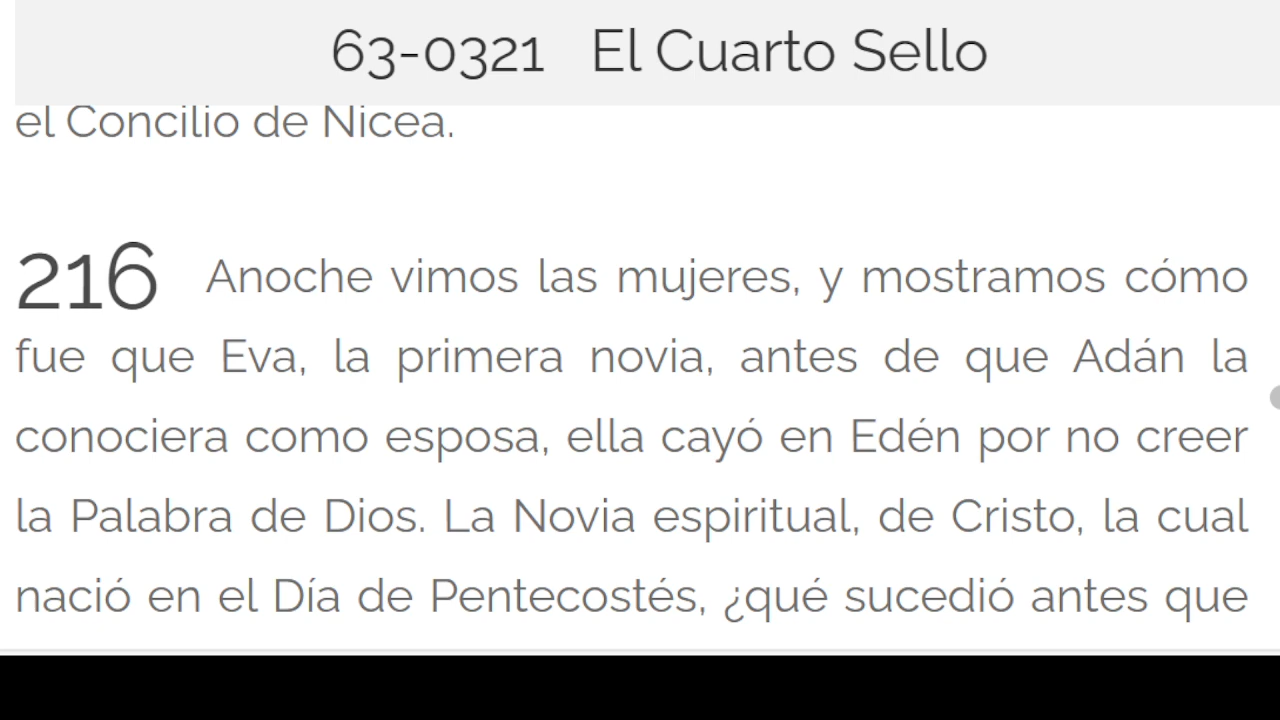 63-0321 El Cuarto Sello
el Concilio de Nicea.
216 Anoche vimos las mujeres, y mostramos cómo
fue que Eva, la primera novia, antes de que Adán la
conociera como esposa, ella cayó en Edén por no creer
la Palabra de Dios. La Novia espiritual, de Cristo, la cual
nació en el Día de Pentecostés, ¿qué sucedió antes que